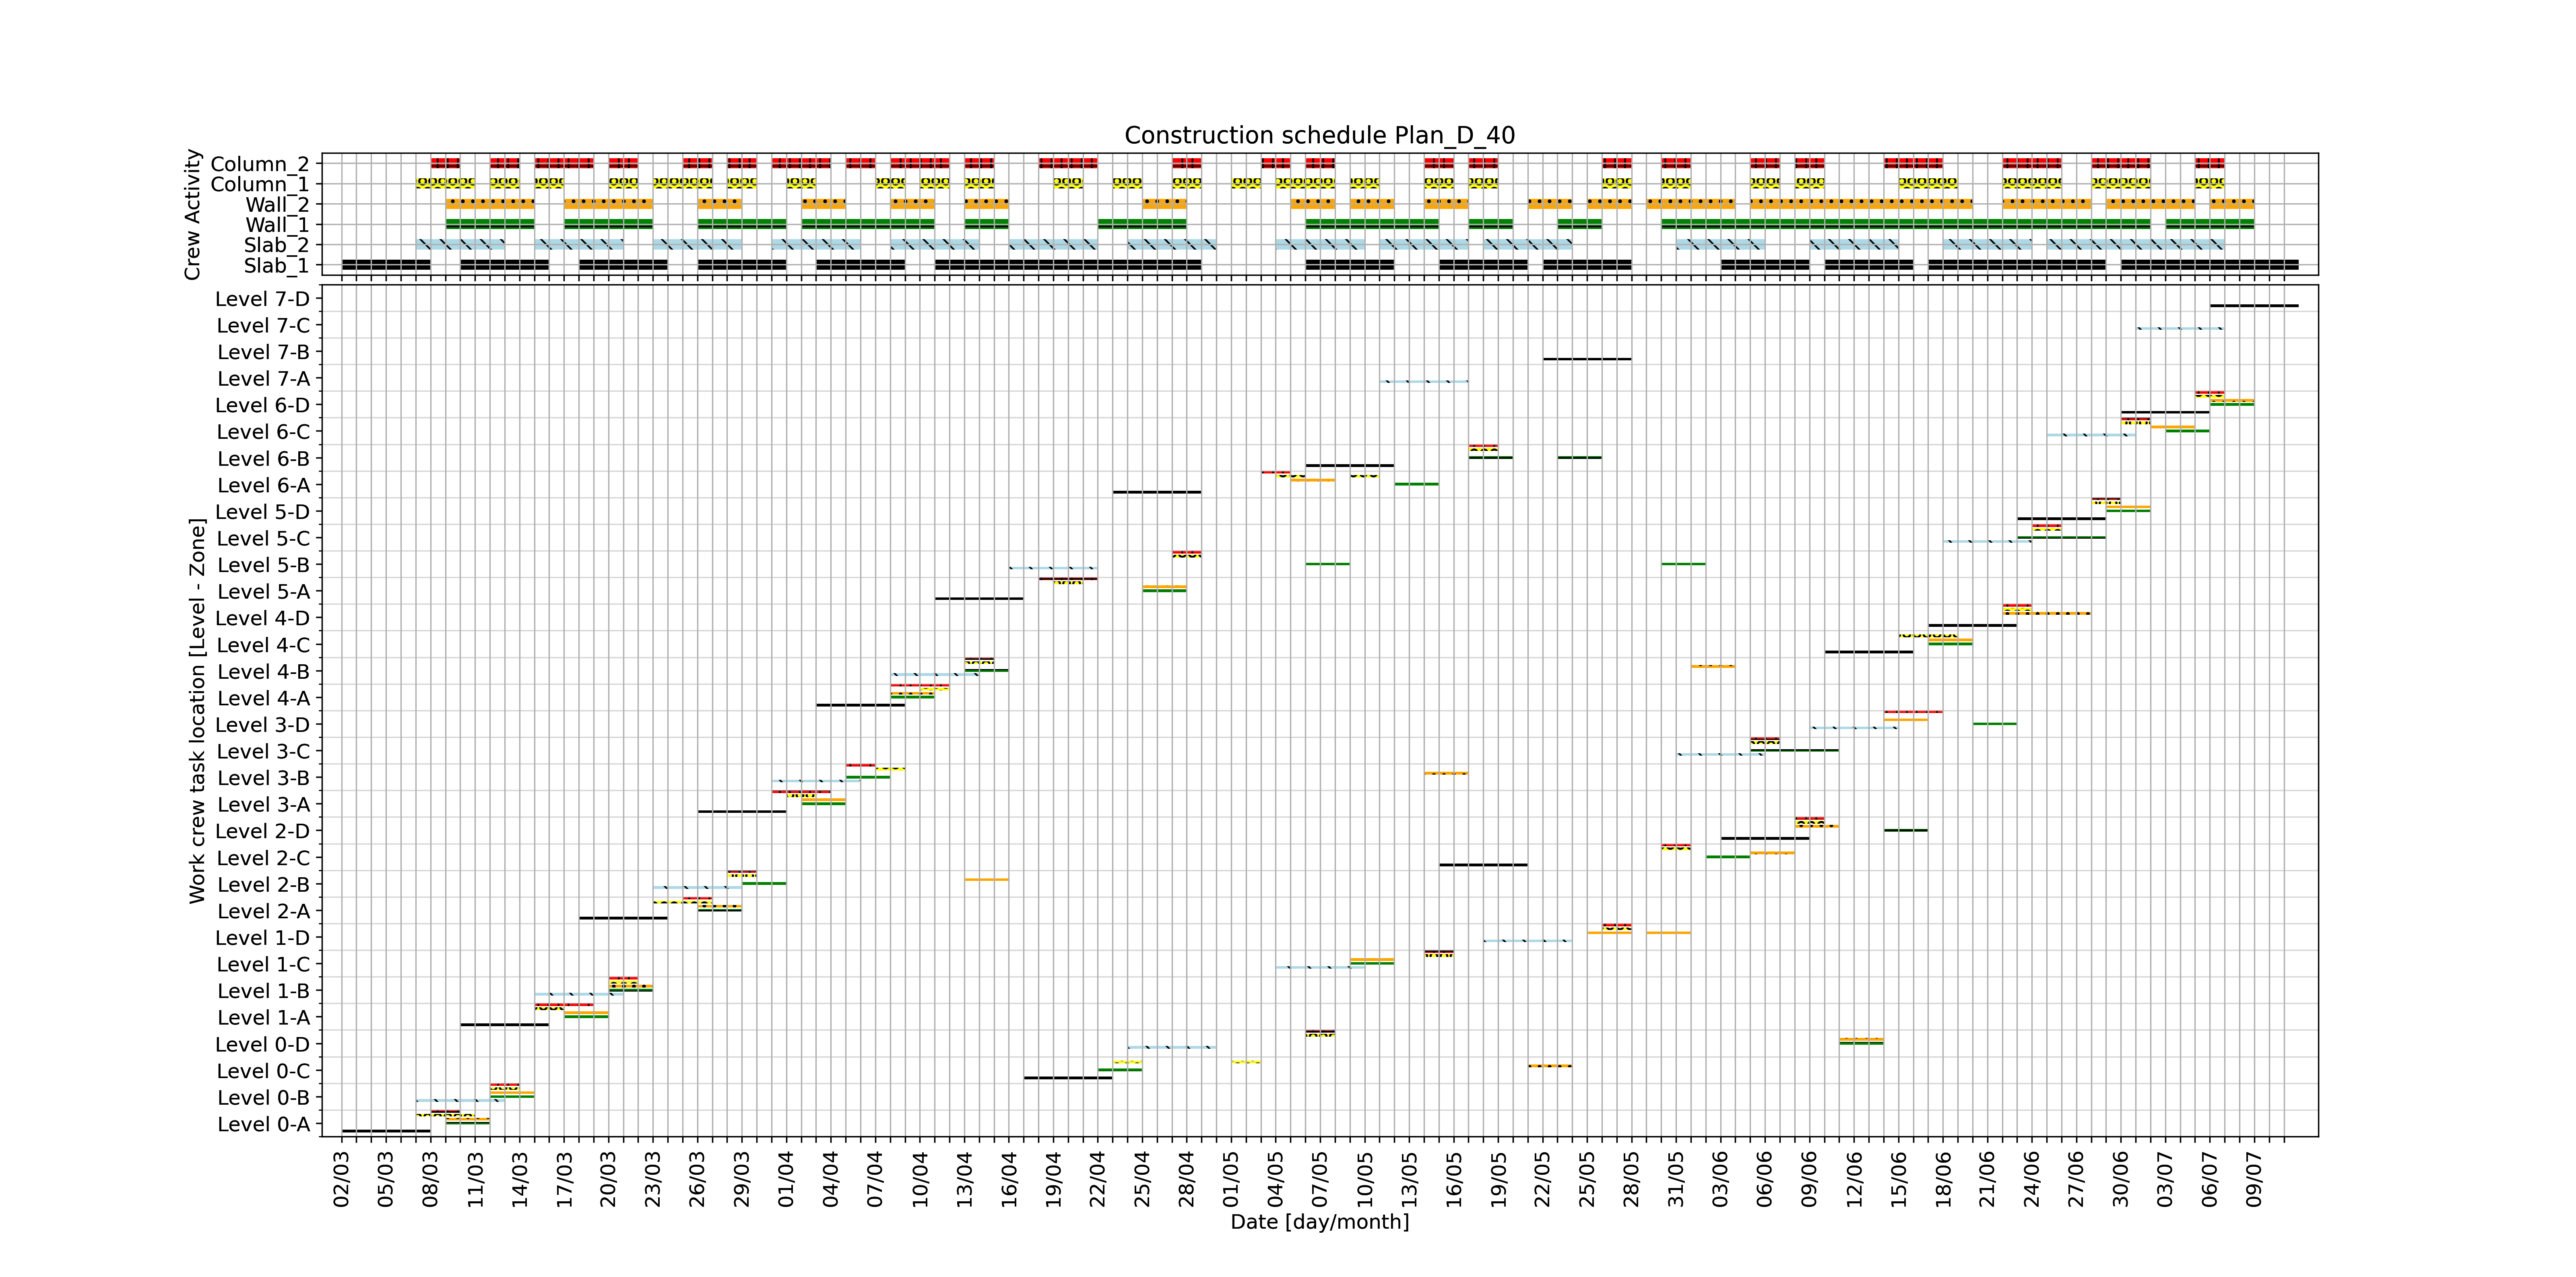 Construction schedule Plan_D_40
Crew Activity
Column_2
Column_1
Wall_2
Wall_1
Slab_2
Slab_1
Work crew task location [Level - Zone]
Level 7-D
Level 7-C
Level 7-B
Level 7-A
Level 6-D
Level 6-C
Level 6-B
Level 6-A
Level 5-D
Level 5-C
Level 5-B
Level 5-A
Level 4-D
Level 4-C
Level 4-B
Level 4-A
Level 3-D
Level 3-C
Level 3-B
Level 3-A
Level 2-D
Level 2-C
Level 2-B
Level 2-A
Level 1-D
Level 1-C
Level 1-B
Level 1-A
Level 0-D
Level 0-C
Level 0-B
Level 0-A
02/03 05/03 08/03 11/03 14/03 17/03 20/03 23/03 26/03 29/03 01/04 04/04 07/04 10/04 13/04 16/04 19/04 22/04 25/04 28/04 01/05 04/05 07/05 10/05 13/05 16/05 19/05 22/05 25/05 28/05 31/05 03/06 06/06 09/06 12/06 15/06 18/06 21/06 24/06 27/06 30/06 03/07 06/07 09/07
Date [day/month]